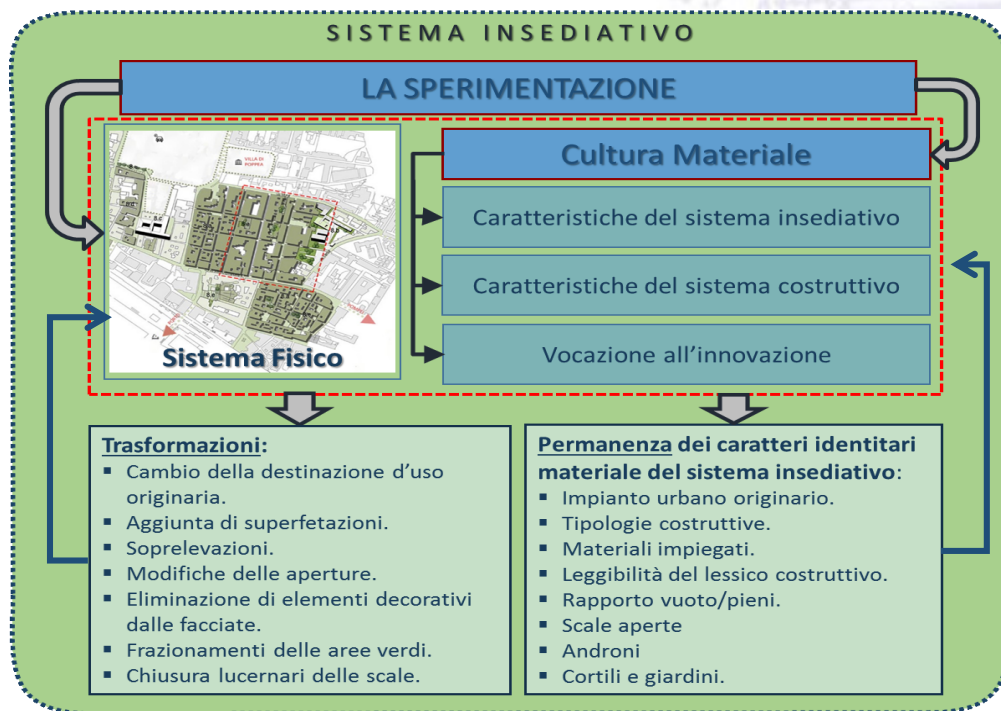 SISTEMA INSEDIATIVO
LA SPERIMENTAZIONE
VILLA DI
POPPEA
Sistema Fisico
Cultura Materiale
Caratteristiche del sistema insediativo
Caratteristiche del sistema costruttivo
Vocazione all'innovazione
Trasformazioni:
▪ Cambio della destinazione d'uso
originaria.
▪ Aggiunta di superfetazioni.
▪ Soprelevazioni.
▪ Modifiche delle aperture.
▪ Eliminazione di elementi decorativi
dalle facciate.
▪ Frazionamenti delle aree verdi.
▪ Chiusura lucernari delle scale.
Permanenza dei caratteri identitari
materiale del sistema insediativo:
▪ Impianto urbano originario.
▪ Tipologie costruttive.
▪ Materiali impiegati.
▪ Leggibilità del lessico costruttivo.
▪ Rapporto vuoto/pieni.
▪ Scale aperte
▪ Androni
▪ Cortili e giardini.